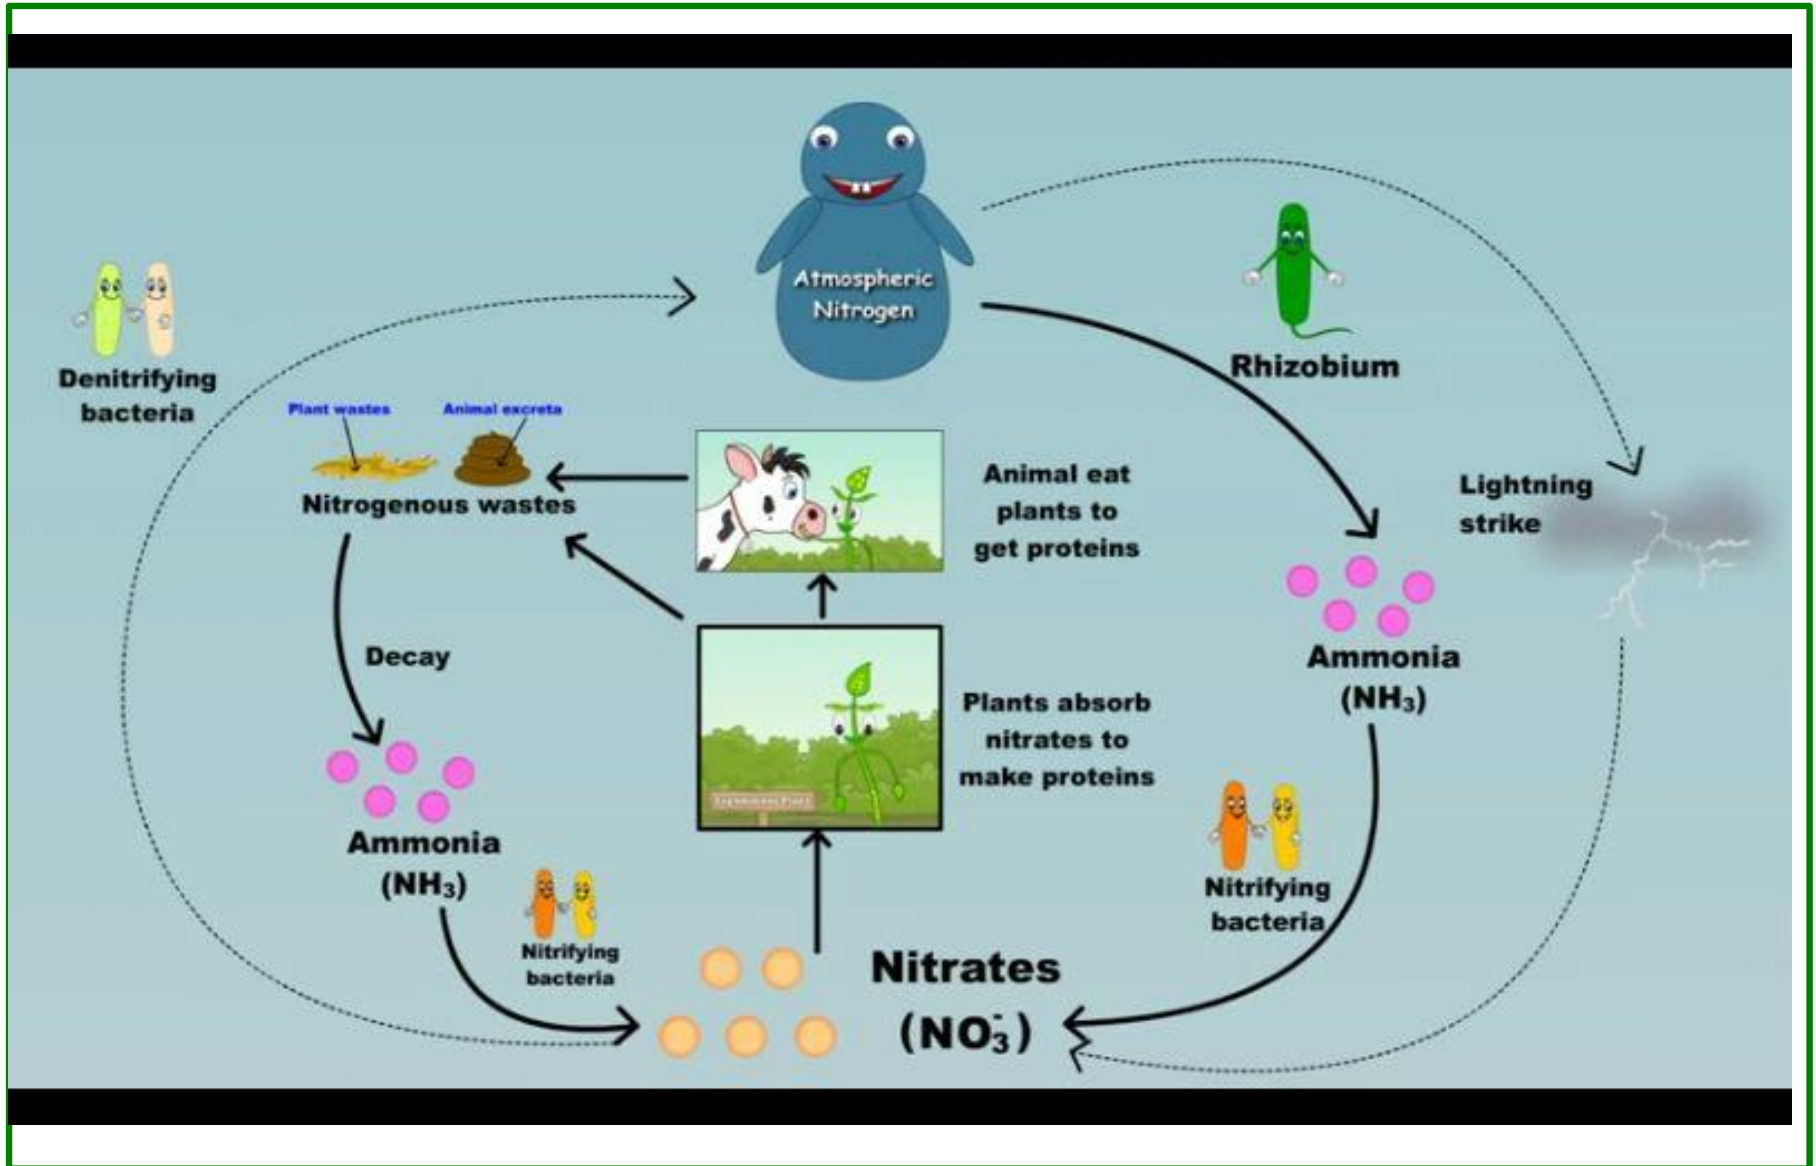 Atmospheric
Nitrogen
Rhizobium
Denitrifying
bacteria
Plant wastes
Animal excreta
Nitrogenous wastes
Animal eat
plants to
get proteins
Lightning
strike
Decay
Ammonia
(NH₃)
Plants absorb
nitrates to
make proteins
Ammonia
(NH₃)
Nitrifying
bacteria
Nitrifying
bacteria
Nitrates
(NO₃⁻)